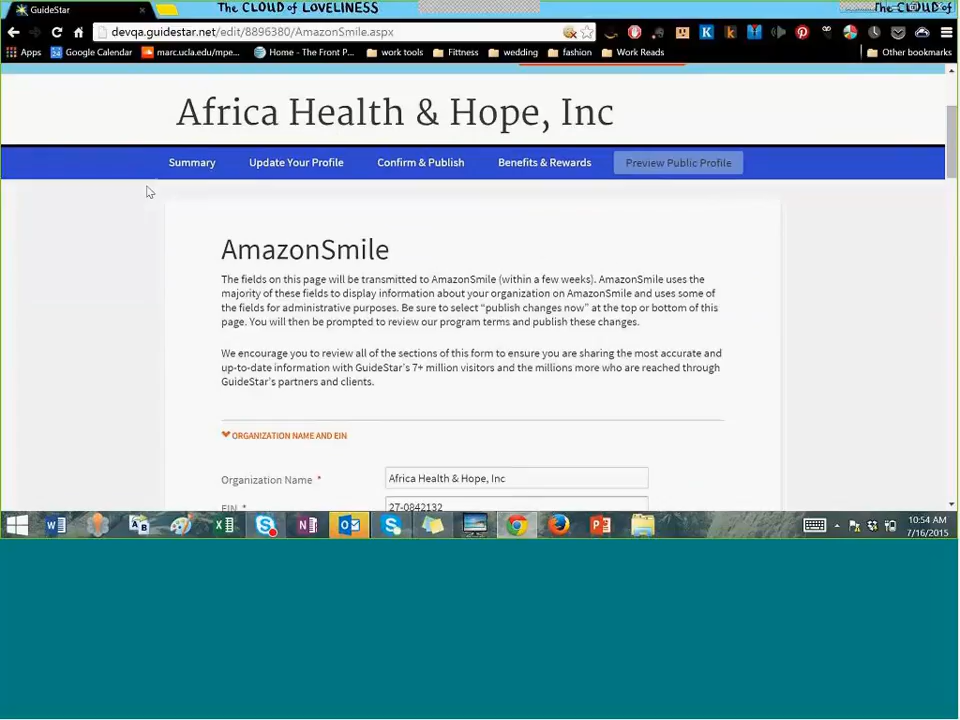 GuideStar
The CLOUD of LOVELINESS
The CLOUD of
devqa.guidestar.net/edit/8896380/AmazonSmile.aspx
Apps Google Calendar marc.ucla.edu/mpe... Home - The Front P... work tools Fittness wedding fashion Work Reads Other bookmarks
Africa Health & Hope, Inc
Summary Update Your Profile Confirm & Publish Benefits & Rewards Preview Public Profile
AmazonSmile
The fields on this page will be transmitted to AmazonSmile (within a few weeks). AmazonSmile uses the
majority of these fields to display information about your organization on AmazonSmile and uses some of
the fields for administrative purposes. Be sure to select “publish changes now” at the top or bottom of this
page. You will then be prompted to review our program terms and publish these changes.
We encourage you to review all of the sections of this form to ensure you are sharing the most accurate and
up-to-date information with GuideStar's 7+ million visitors and the millions more who are reached through
GuideStar's partners and clients.
ORGANIZATION NAME AND EIN
Organization Name * Africa Health & Hope, Inc
EIN * 27-0842132
10:54 AM
7/16/2015